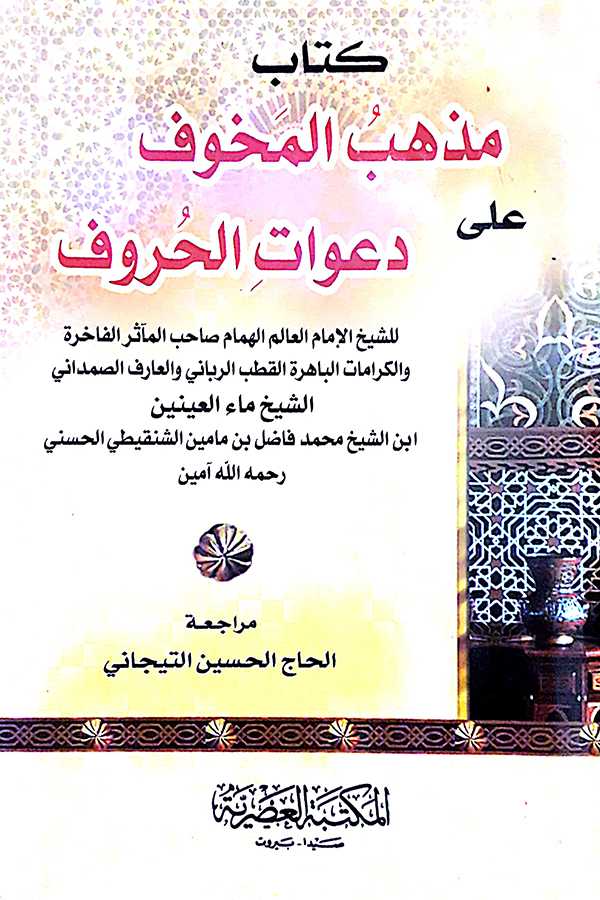 كتاب
مذهبُ المَخوف
على
دعواتِ الحُروف
للشيخ الإمام العالم الهمام صاحب المآثر الفاخرة
والكرامات الباهرة القطب الرباني والعارف الصمداني
الشيخ ماء العينين
ابن الشيخ محمد فاضل بن مامين الشنقيطي الحسني
رحمه الله آمين
مراجعة
الحاج الحسين التيجاني
المكتبة العصرية
صيدا - بيروت